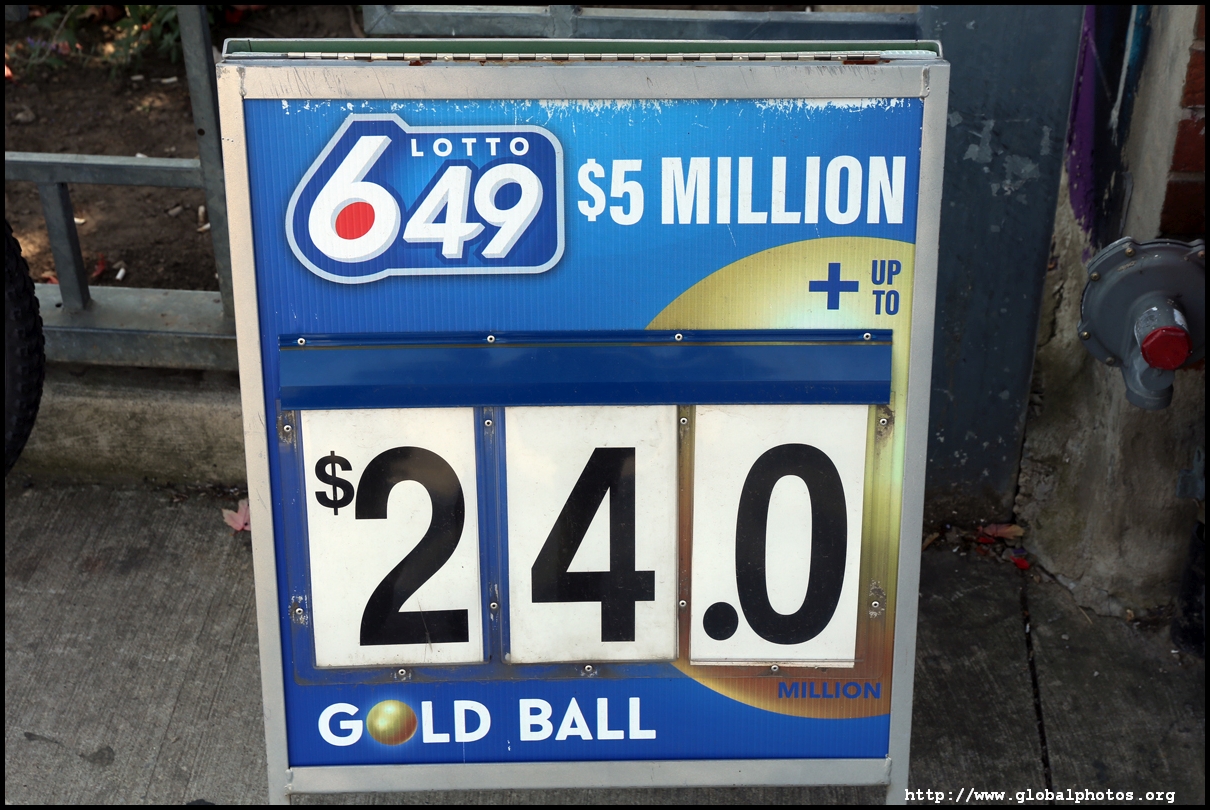 LOTTO
649
$5 MILLION
+ UP
TO
$24.0
MILLION
GOLD BALL
http://www.globalphotos.org